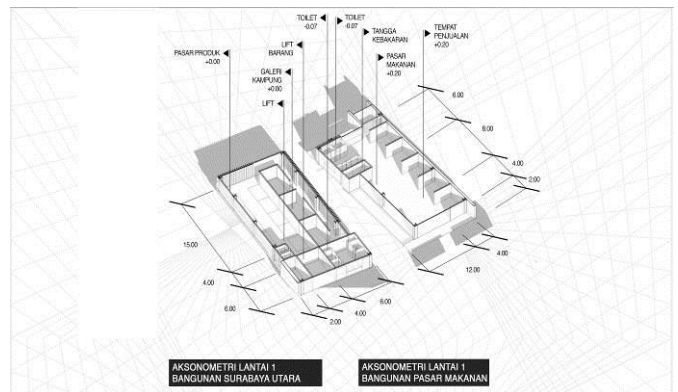 TOILET
-0.07
TOILET
-0.07
TANGGA
KEBAKARAN
TEMPAT
PENJUALAN
+0.20
PASAR PRODUK
+0.00
LIFT
BARANG
PASAR
MAKANAN
+0.20
GALERI
KAMPUNG
+0.00
LIFT
6.00
8.00
4.00
2.00
15.00
4.00
6.00
2.00
4.00
6.00
12.00
4.00
AKSONOMETRI LANTAI 1
BANGUNAN SURABAYA UTARA
AKSONOMETRI LANTAI 1
BANGUNAN PASAR MAKANAN